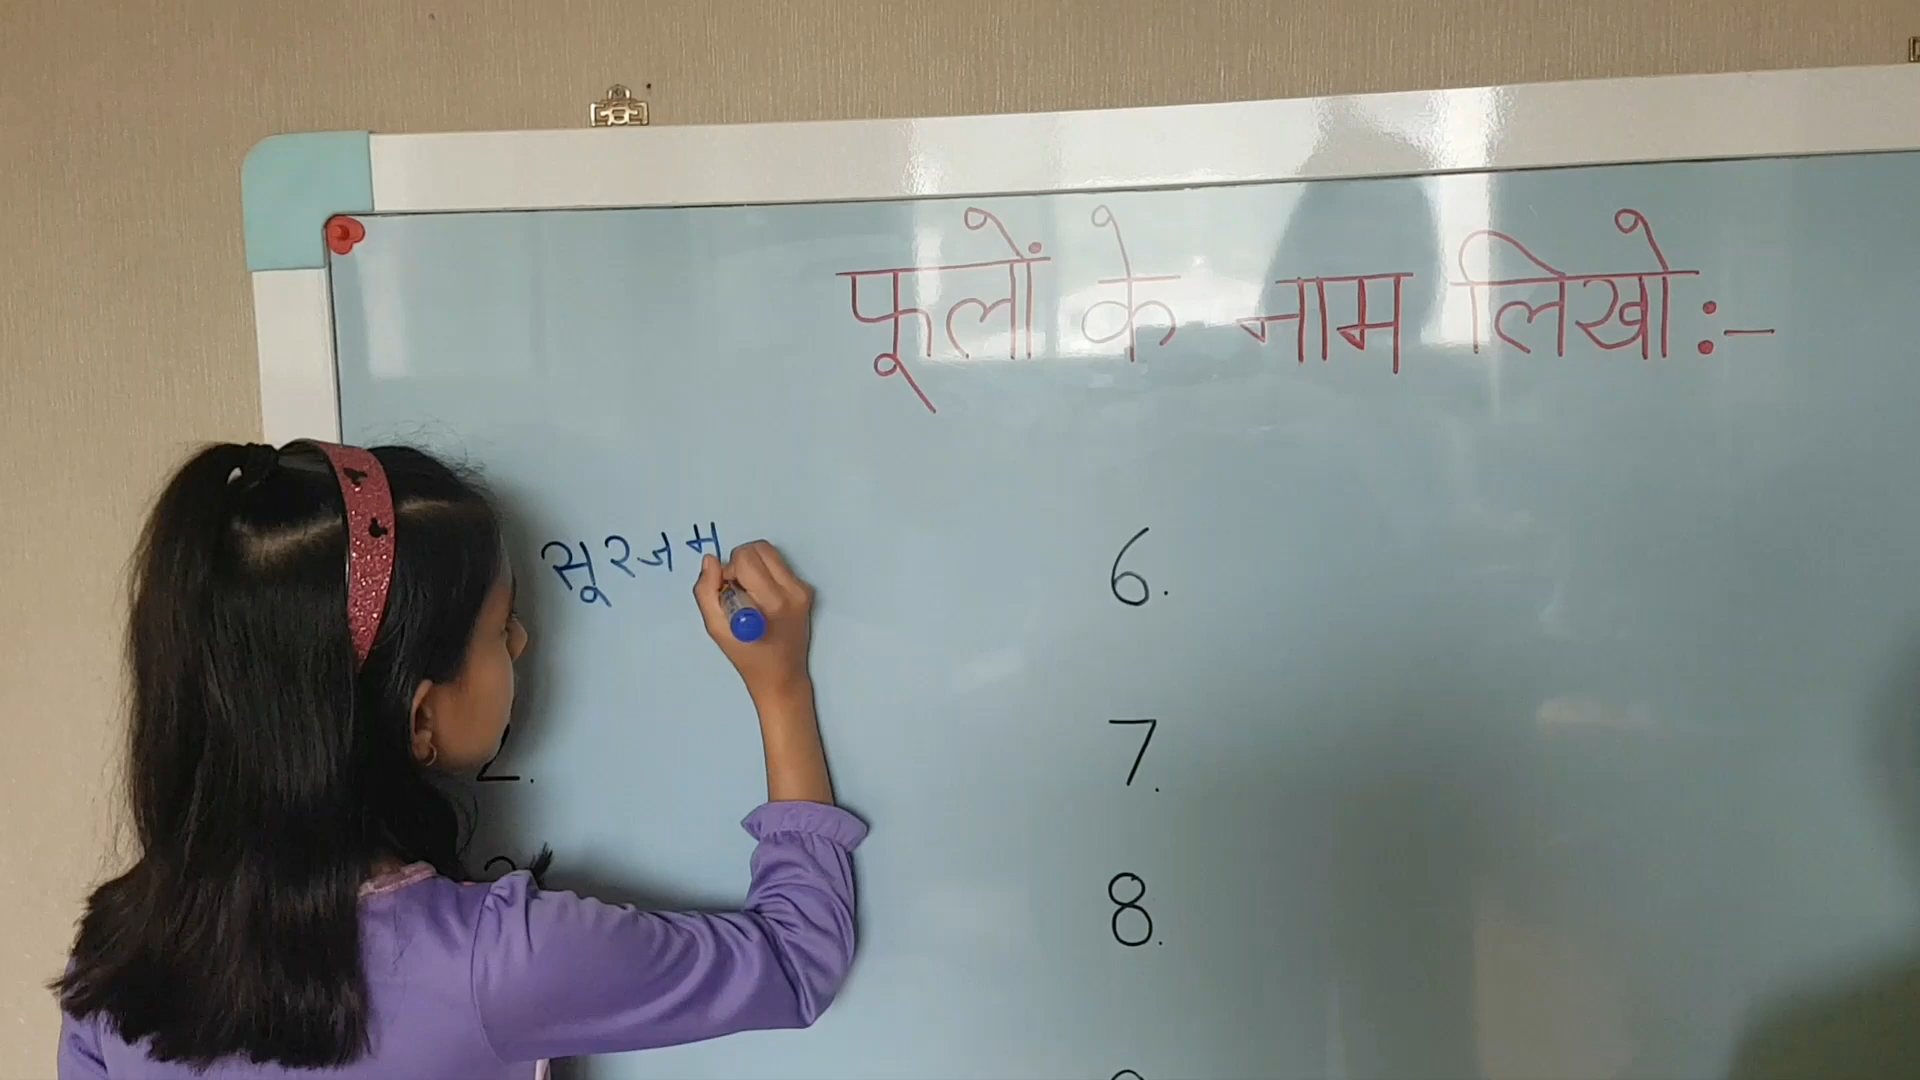 फूलों के नाम लिखो :-
सूरजम
6.
2.
7.
8.